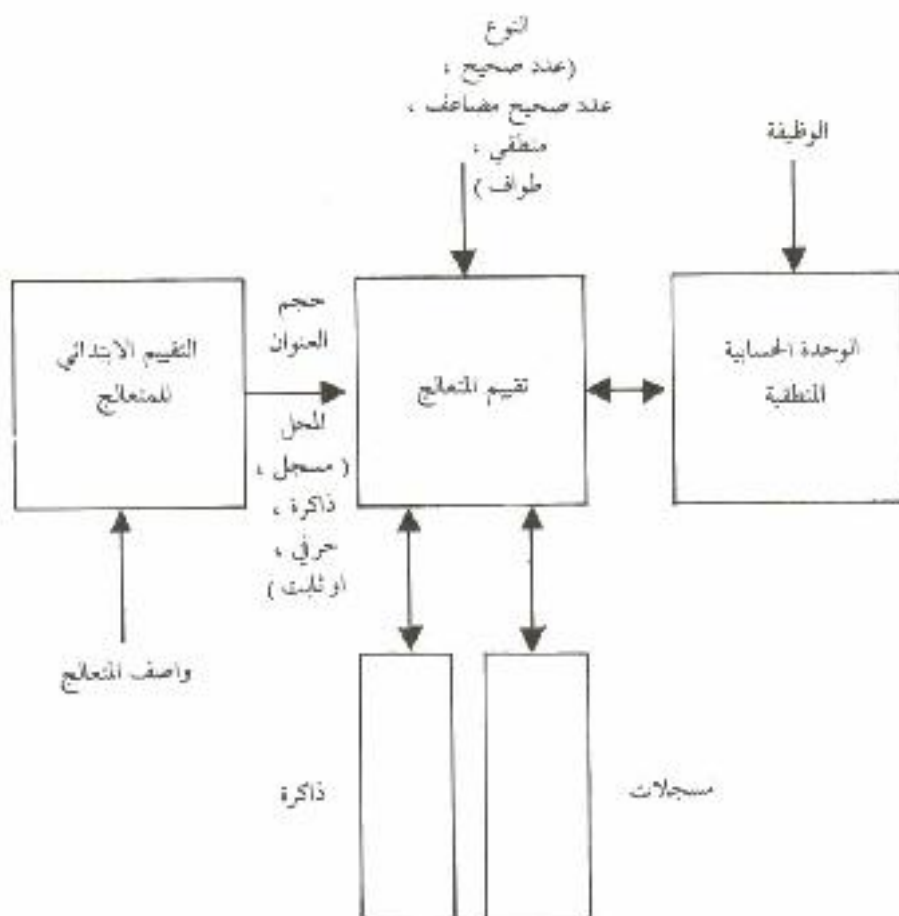 النوع
(عدد صحيح ،
عدد صحيح مضاعف ،
منطقي ،
طواف )
الوظيفة
التقييم الابتدائي
للمتعالج
حجم
العنوان
المحل
( مسجل ،
ذاكرة ،
حرفي ،
او ثابت )
تقييم المتعالج
الوحدة الحسابية
المنطقية
واصف المتعالج
ذاكرة
مسجلات